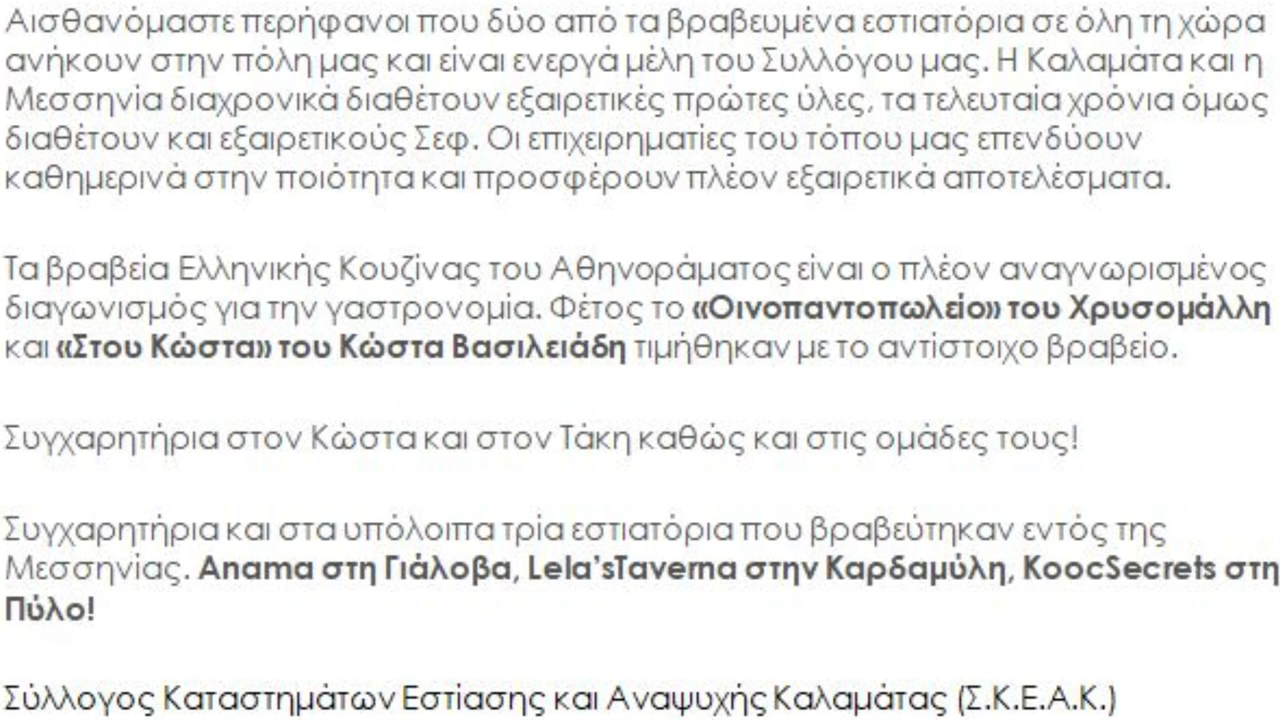 Αισθανόμαστε περήφανοι που δύο από τα βραβευμένα εστιατόρια σε όλη τη χώρα
ανήκουν στην πόλη μας και είναι ενεργά μέλη του Συλλόγου μας. Η Καλαμάτα και η
Μεσσηνία διαχρονικά διαθέτουν εξαιρετικές πρώτες ύλες, τα τελευταία χρόνια όμως
διαθέτουν και εξαιρετικούς Σεφ. Οι επιχειρηματίες του τόπου μας επενδύουν
καθημερινά στην ποιότητα και προσφέρουν πλέον εξαιρετικά αποτελέσματα.
Τα βραβεία Ελληνικής Κουζίνας του Αθηνοράματος είναι ο πλέον αναγνωρισμένος
διαγωνισμός για την γαστρονομία. Φέτος το «Οινοπαντοπωλείο» του Χρυσομάλλη
και «Στου Κώστα» του Κώστα Βασιλειάδη τιμήθηκαν με το αντίστοιχο βραβείο.
Συγχαρητήρια στον Κώστα και στον Τάκη καθώς και στις ομάδες τους!
Συγχαρητήρια και στα υπόλοιπα τρία εστιατόρια που βραβεύτηκαν εντός της
Μεσσηνίας. Anama στη Γιάλοβα, Lela'sTaverna στην Καρδαμύλη, KoocSecrets στη
Πύλο!
Σύλλογος Καταστημάτων Εστίασης και Αναψυχής Καλαμάτας (Σ.Κ.Ε.Α.Κ.)